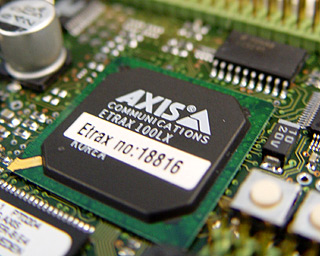 AXIS
COMMUNICATIONS
ETRAX 100LX
Etrax no:18816
KOREA